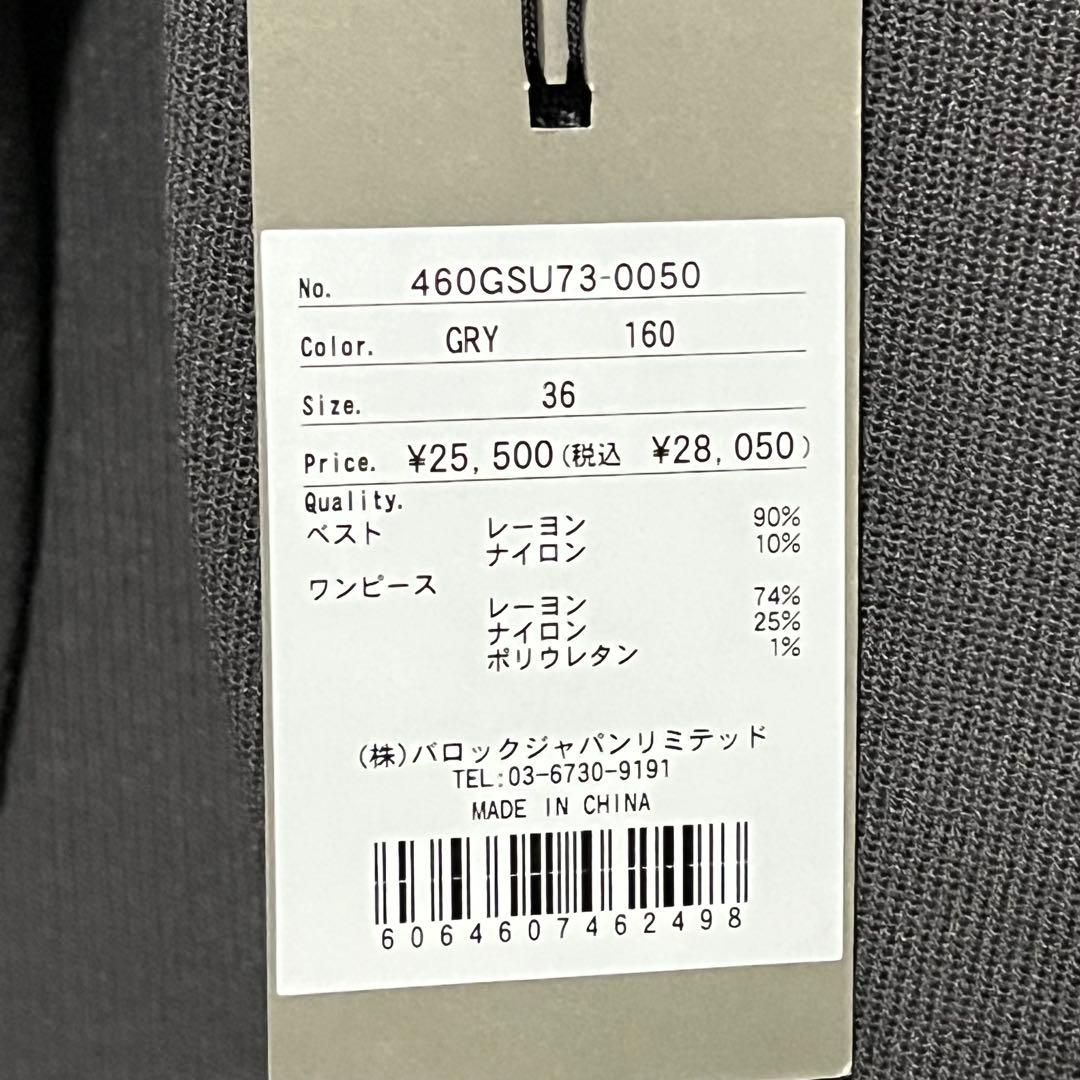 No. 460GSU73-0050
Color. GRY 160
Size. 36
Price. ¥25,500(税込 ¥28,050)
Quality.
ベスト レーヨン 90%
ナイロン 10%
ワンピース
レーヨン 74%
ナイロン 25%
ポリウレタン 1%
(株)バロックジャパンリミテッド
TEL:03-6730-9191
MADE IN CHINA
6064607462498